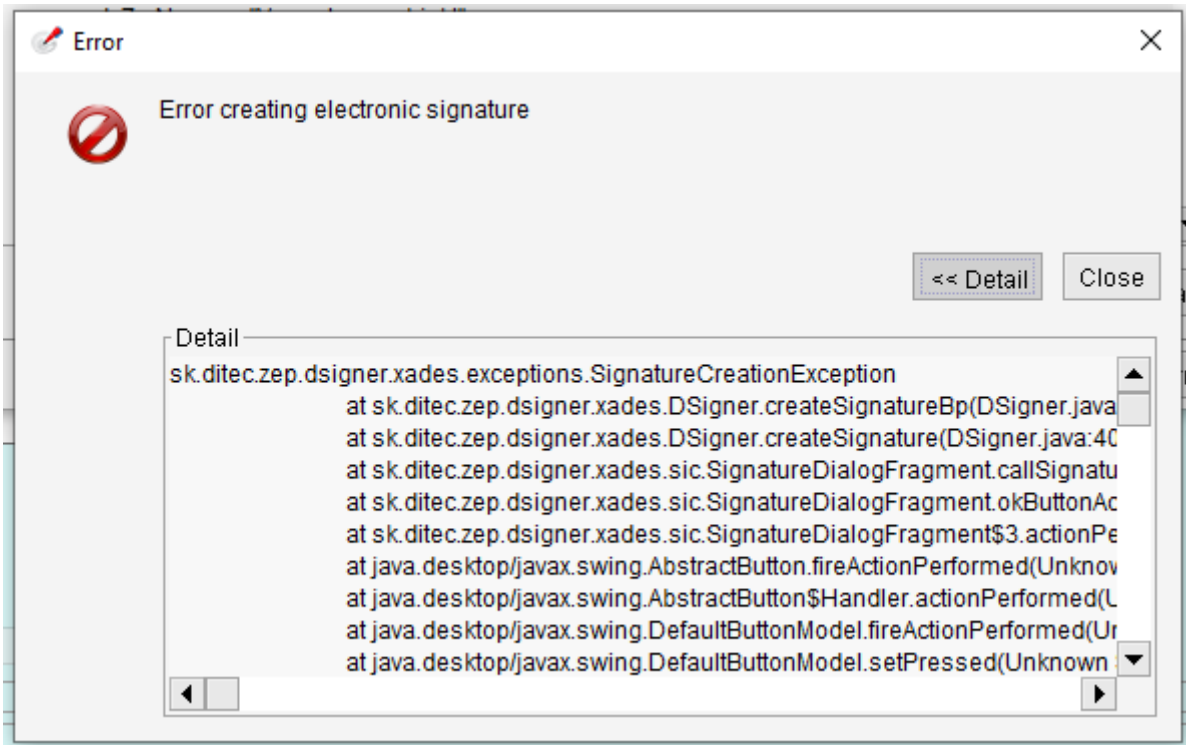 Error
Error creating electronic signature
<< Detail
Close
Detail
sk.ditec.zep.dsigner.xades.exceptions.SignatureCreationException
at sk.ditec.zep.dsigner.xades.DSigner.createSignatureBp(DSigner.java
at sk.ditec.zep.dsigner.xades.DSigner.createSignature(DSigner.java:40
at sk.ditec.zep.dsigner.xades.sic.SignatureDialogFragment.callSignatu
at sk.ditec.zep.dsigner.xades.sic.SignatureDialogFragment.okButtonAc
at sk.ditec.zep.dsigner.xades.sic.SignatureDialogFragment$3.actionPe
at java.desktop/javax.swing.AbstractButton.fireActionPerformed(Unknov
at java.desktop/javax.swing.AbstractButton$Handler.actionPerformed(U
at java.desktop/javax.swing.DefaultButtonModel.fireActionPerformed(Ur
at java.desktop/javax.swing.DefaultButtonModel.setPressed(Unknown